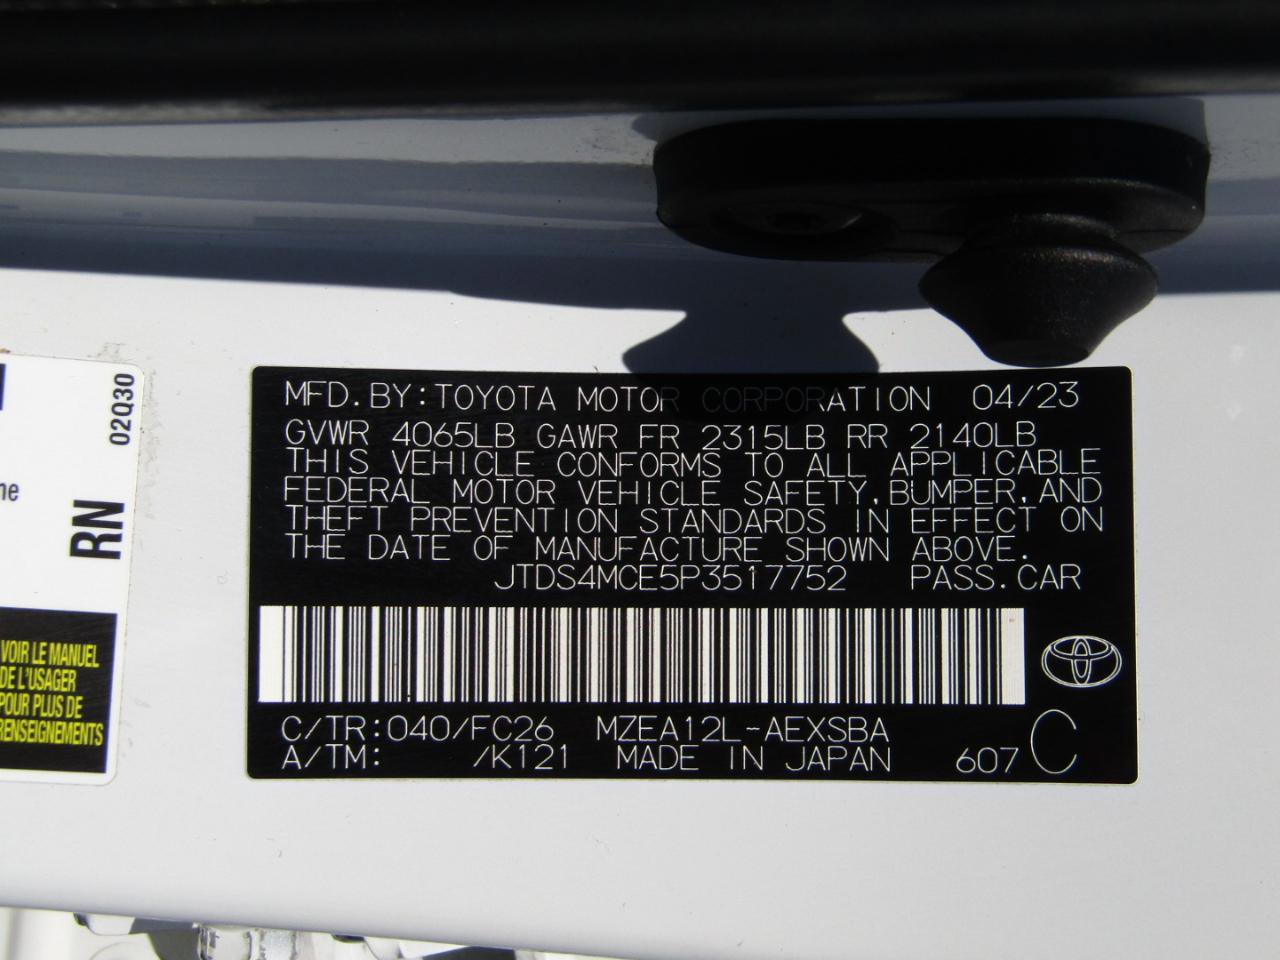 MFD.BY:TOYOTA MOTOR CORPORATION 04/23
GVWR 4065LB GAWR FR 2315LB RR 2140LB
THIS VEHICLE CONFORMS TO ALL APPLICABLE
FEDERAL MOTOR VEHICLE SAFETY,BUMPER,AND
THEFT PREVENTION STANDARDS IN EFFECT ON
THE DATE OF MANUFACTURE SHOWN ABOVE.
JTDS4MCE5P3517752 PASS.CAR
C/TR:040/FC26 MZEA12L-AEXSBA C
A/TM: /K121 MADE IN JAPAN 607
02Q30
RN
VOIR LE MANUEL
DE L'USAGER
POUR PLUS DE
RENSEIGNEMENTS